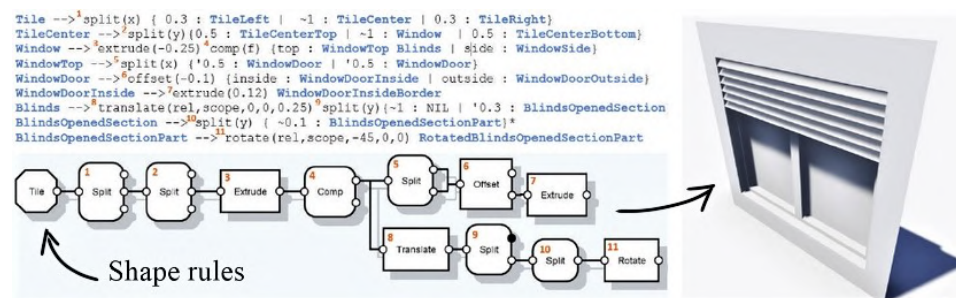 Tile -->1split(x) { 0.3 : TileLeft | ~1 : TileCenter | 0.3 : TileRight}
TileCenter -->2split(y){0.5 : TileCenterTop | ~1 : Window | 0.5 : TileCenterBottom}
Window -->3extrude(-0.25)4comp(f) {top : WindowTop Blinds | side : WindowSide}
WindowTop -->5split(x) {'0.5 : WindowDoor | '0.5 : WindowDoor}
WindowDoor -->6offset(-0.1) {inside : WindowDoorInside | outside : WindowDoorOutside}
WindowDoorInside -->7extrude(0.12) WindowDoorInsideBorder
Blinds -->8translate(rel,scope,0,0,0.25) 9split(y){~1 : NIL | '0.3 : BlindsOpenedSection
BlindsOpenedSection -->10split(y) { ~0.1 : BlindsOpenedSectionPart}*
BlindsOpenedSectionPart -->11rotate(rel,scope,-45,0,0) RotatedBlindsOpenedSectionPart
Tile
1 Split
2 Split
3 Extrude
4 Comp
5 Split
6 Offset
7 Extrude
8 Translate
9 Split
10 Split
11 Rotate
Shape rules